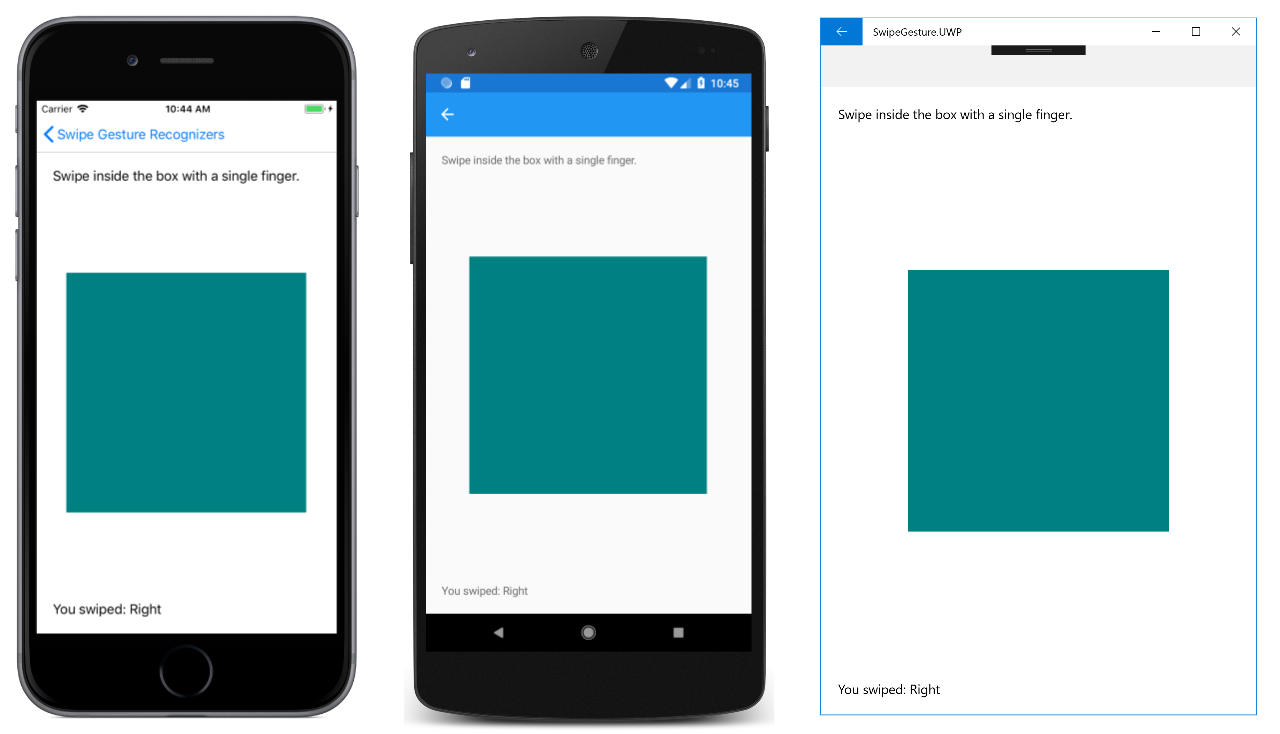 Carrier 10:44 AM
Swipe Gesture Recognizers
Swipe inside the box with a single finger.
You swiped: Right
10:45
Swipe inside the box with a single finger.
You swiped: Right
SwipeGesture.UWP
Swipe inside the box with a single finger.
You swiped: Right